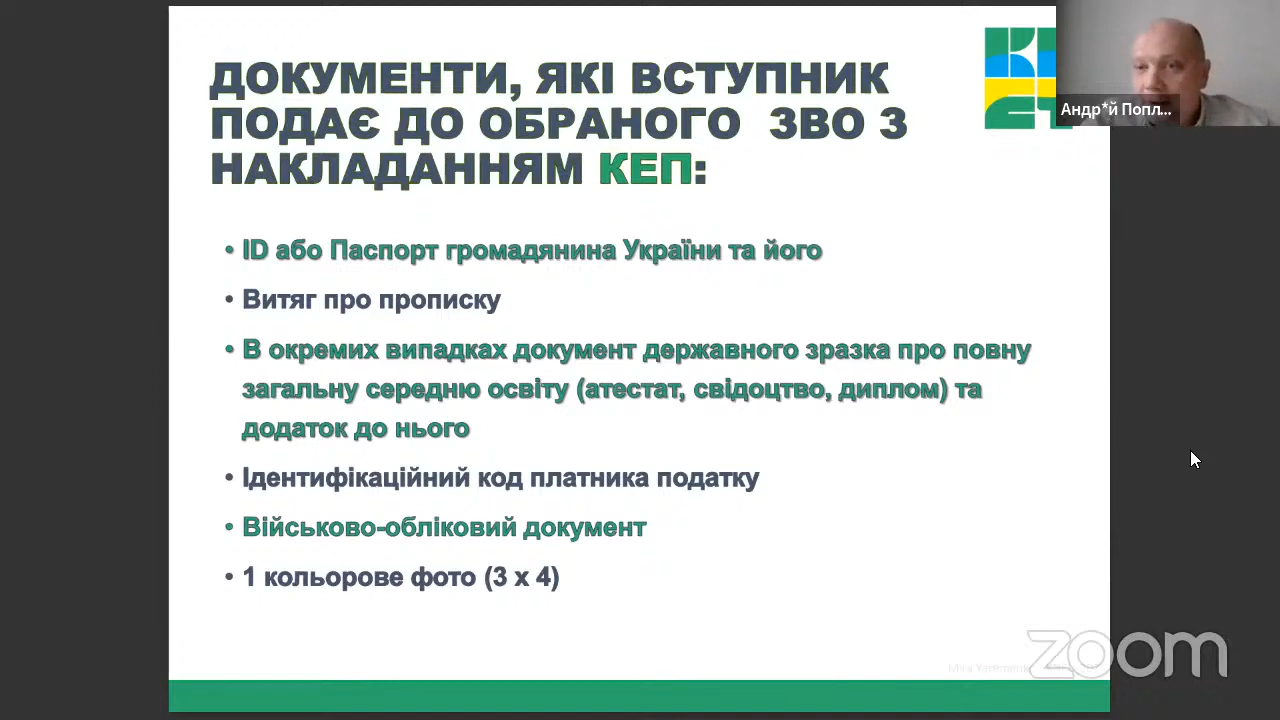 ДОКУМЕНТИ, ЯКІ ВСТУПНИК
ПОДАЄ ДО ОБРАНОГО ЗВО З
НАКЛАДАННЯМ КЕП:
Андр*й Попл...
• ID або Паспорт громадянина України та його
• Витяг про прописку
• В окремих випадках документ державного зразка про повну
загальну середню освіту (атестат, свідоцтво, диплом) та
додаток до нього
• Ідентифікаційний код платника податку
• Військово-обліковий документ
• 1 кольорове фото (3 х 4)
zoom